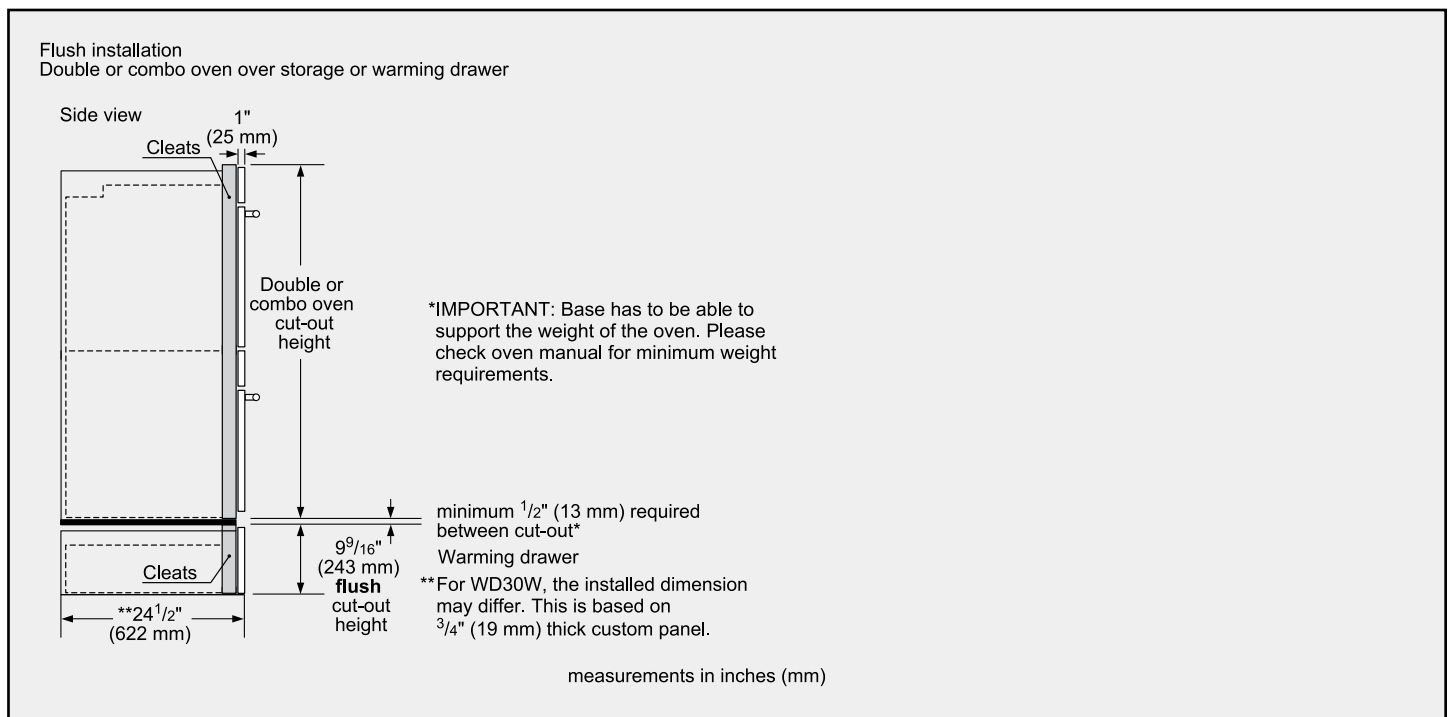 Flush installation
Double or combo oven over storage or warming drawer
Side view
1"
(25 mm)
Cleats
Double or
combo oven
cut-out
height
*IMPORTANT: Base has to be able to
support the weight of the oven. Please
check oven manual for minimum weight
requirements.
minimum 1/2" (13 mm) required
between cut-out*
Warming drawer
9 9/16"
(243 mm)
flush
cut-out
height
Cleats
**24 1/2"
(622 mm)
**For WD30W, the installed dimension
may differ. This is based on
3/4" (19 mm) thick custom panel.
measurements in inches (mm)